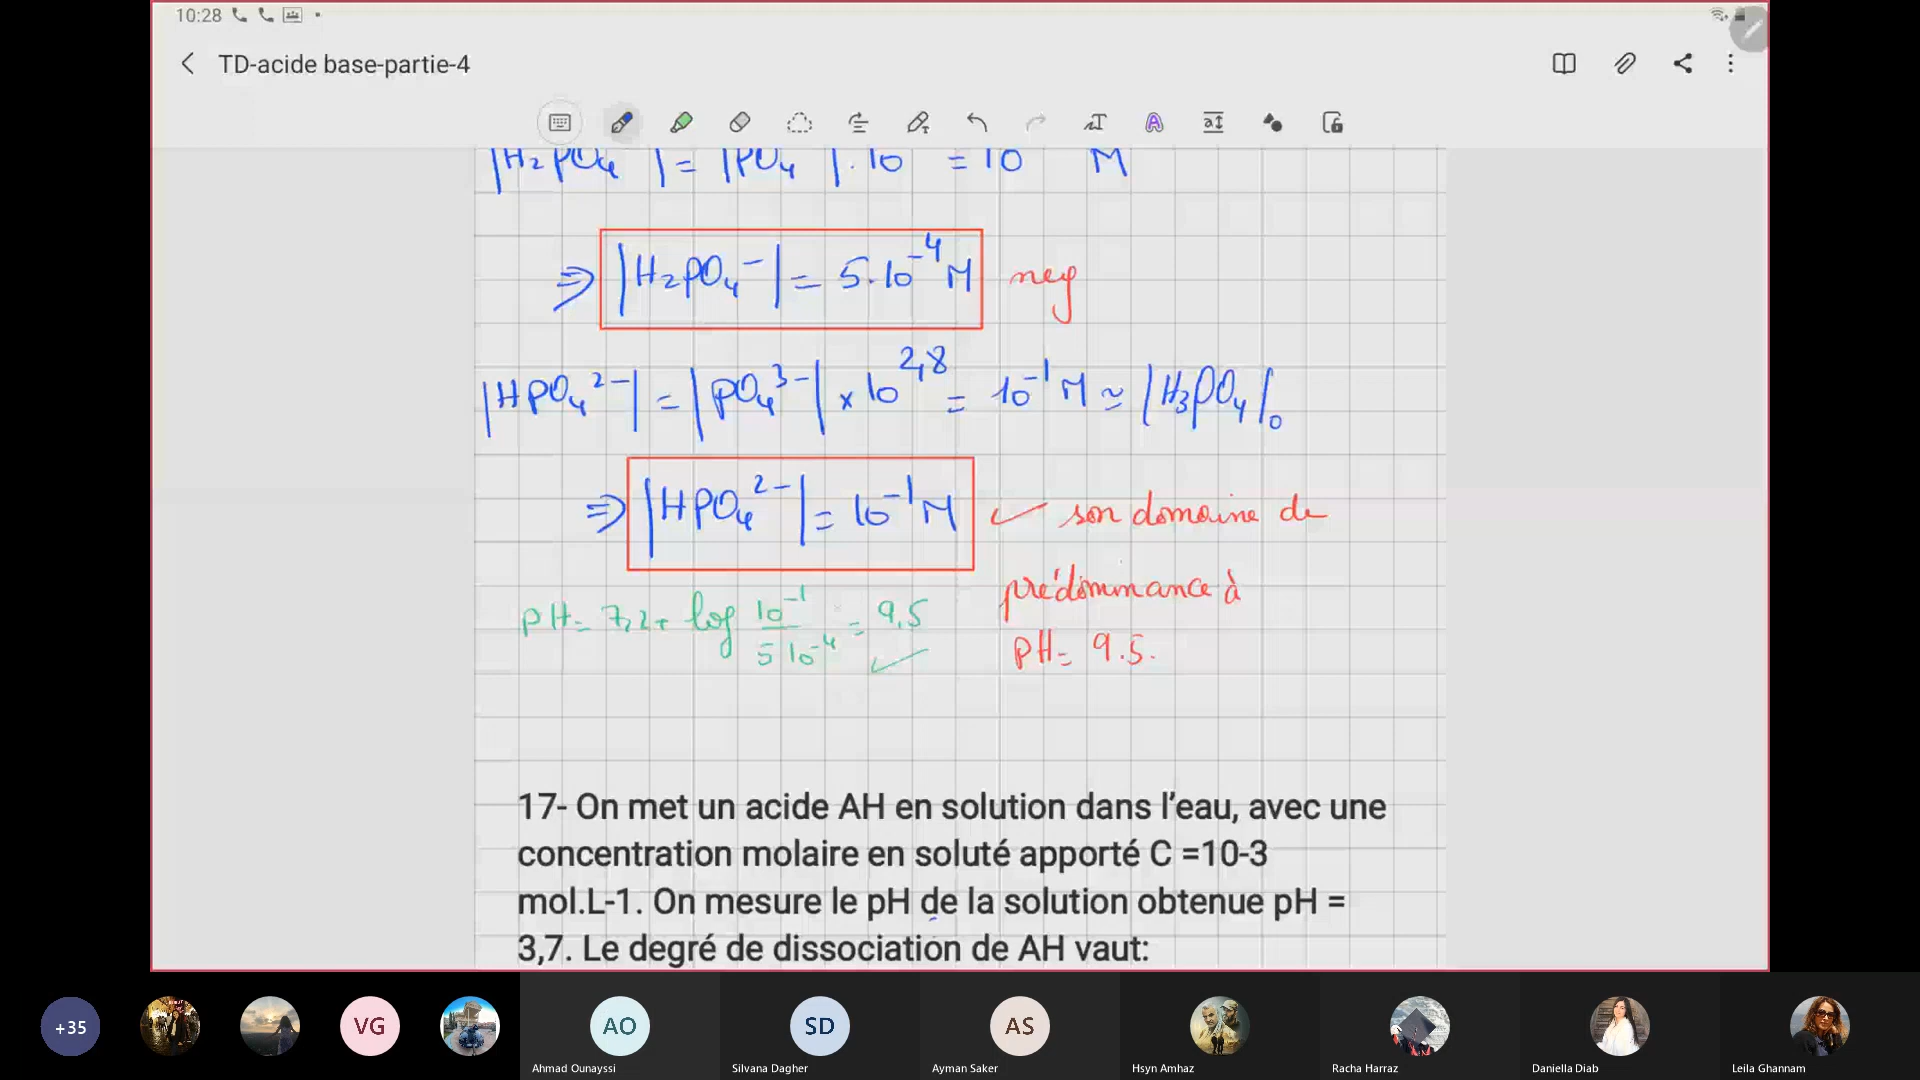 10:28
TD-acide base-partie-4
|H₂PO₄ | = |PO₄ | . 10 = 10 M
⇒ |H₂PO₄⁻| = 5.10⁻⁴ M neg
|HPO₄²⁻| = |PO₄³⁻| × 10²,⁸ = 10⁻¹ M ≃ |H₃PO₄|₀
⇒ |HPO₄²⁻| = 10⁻¹ M ✓ son domaine de
prédominance à
pH = 7,2 + log 10⁻¹ / 5 10⁻⁴ = 9,5 ✓
pH = 9.5.
17- On met un acide AH en solution dans l’eau, avec une
concentration molaire en soluté apporté C =10-3
mol.L-1. On mesure le pH de la solution obtenue pH =
3,7. Le degré de dissociation de AH vaut:
+35
VG
AO
SD
AS
Ahmad Ounayssi
Silvana Dagher
Ayman Saker
Hsyn Amhaz
Racha Harraz
Daniella Diab
Leila Ghannam